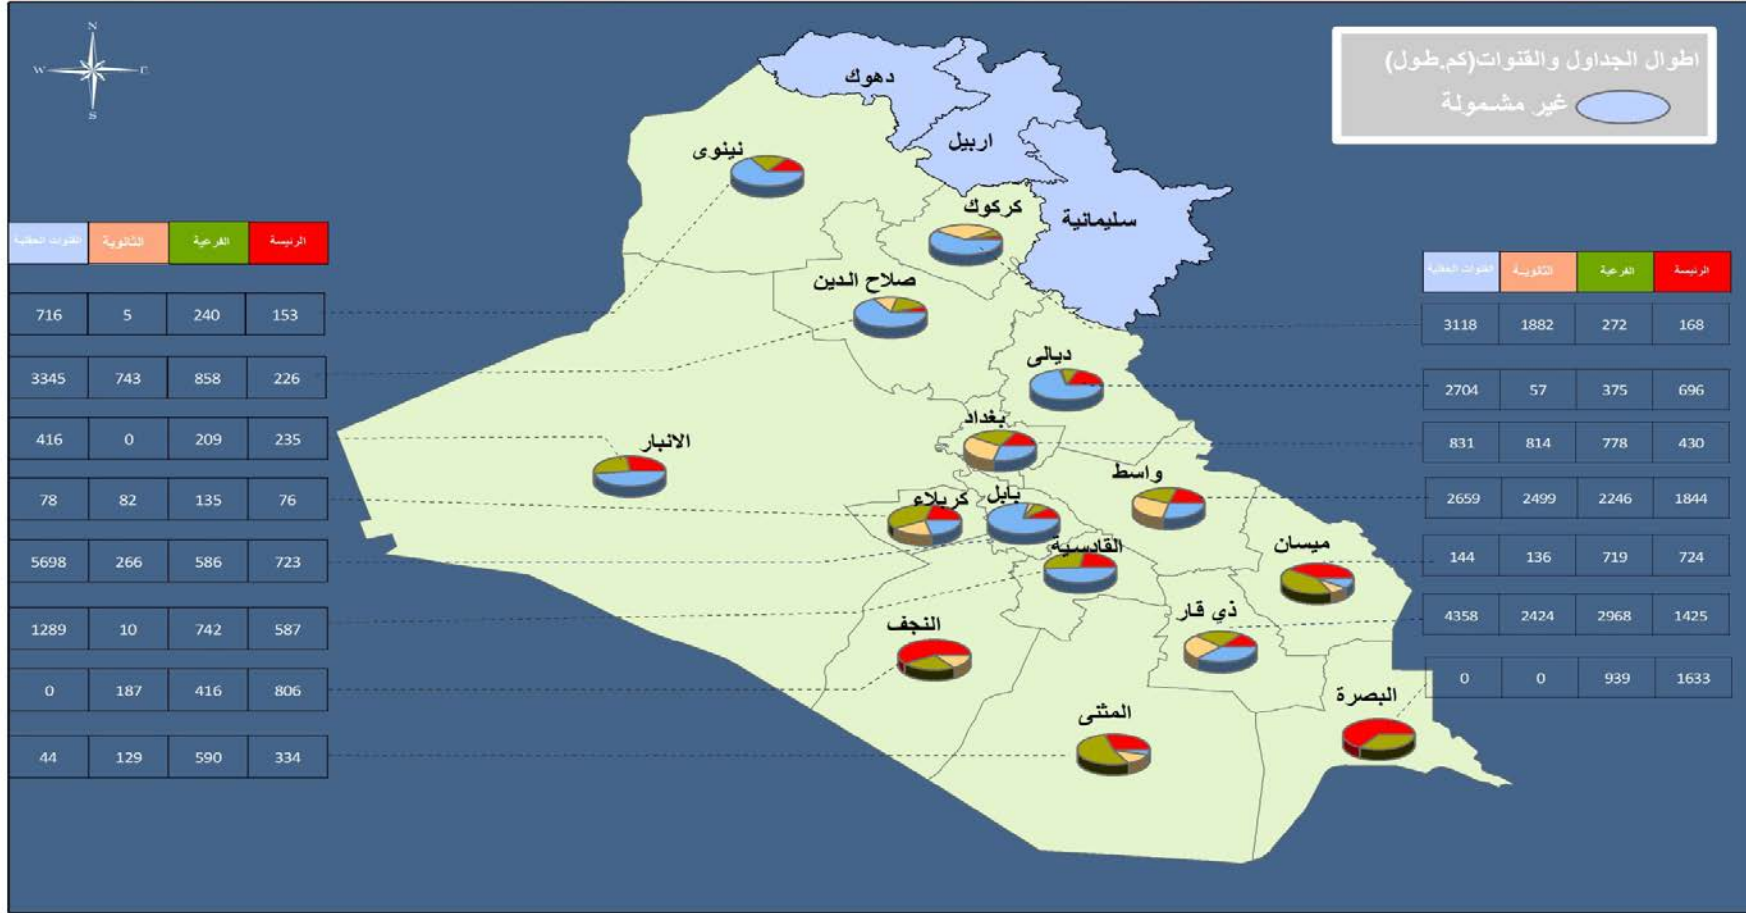 N
W E
S
اطوال الجداول والقنوات(كم.طول)
غير مشمولة
دهوك
اربيل
سليمانية
نينوى
كركوك
صلاح الدين
ديالى
بغداد
الانبار
واسط
كربلاء
بابل
القادسية
ميسان
النجف
ذي قار
المثنى
البصرة
الرئيسة الفرعية الثانوية القنوات الحقلية
168 272 1882 3118
696 375 57 2704
430 778 814 831
1844 2246 2499 2659
724 719 136 144
1425 2968 2424 4358
1633 939 0 0
الرئيسة الفرعية الثانوية القنوات الحقلية
153 240 5 716
226 858 743 3345
235 209 0 416
76 135 82 78
723 586 266 5698
587 742 10 1289
806 416 187 0
334 590 129 44